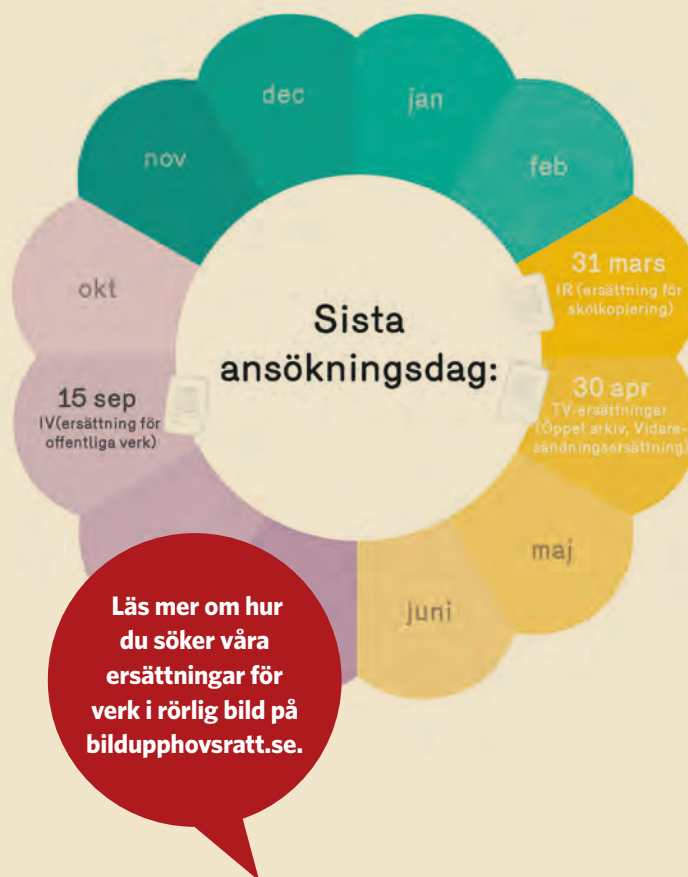 Sista
ansökningsdag:
jan
feb
31 mars
IR (ersättning för
skolkopiering)
30 apr
TV-ersättningar
(Öppet arkiv, Vidare-
sändningsersättning)
maj
juni
15 sep
IV(ersättning för
offentliga verk)
okt
nov
dec
Läs mer om hur
du söker våra
ersättningar för
verk i rörlig bild på
bildupphovsratt.se.